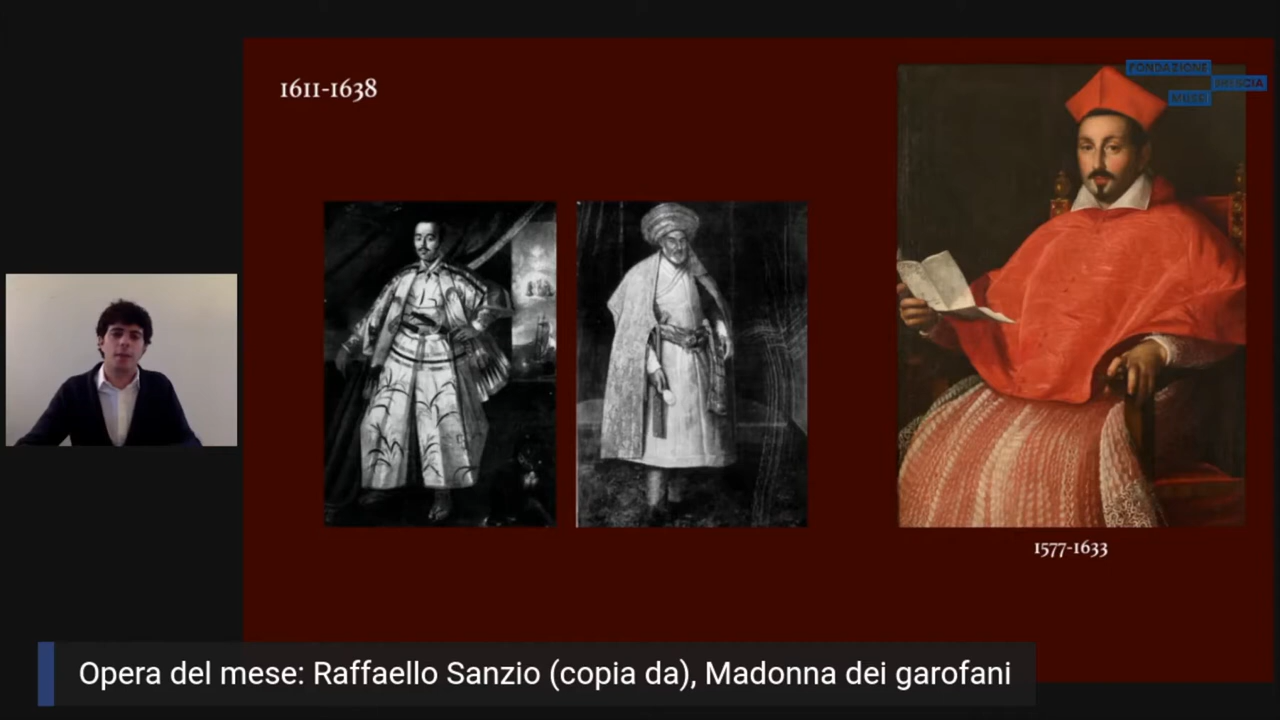 1611-1638
FONDAZIONE
BRESCIA
MUSEI
1577-1633
Opera del mese: Raffaello Sanzio (copia da), Madonna dei garofani